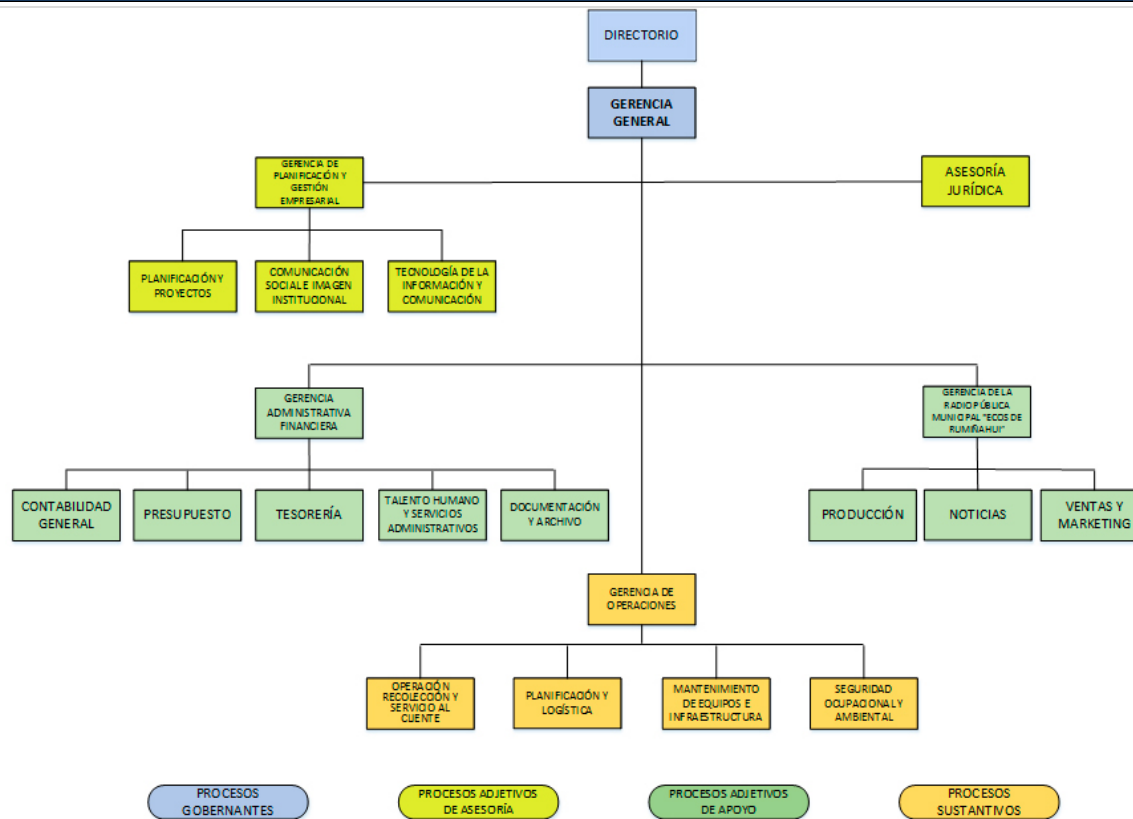 DIRECTORIO
GERENCIA
GENERAL
GERENCIA DE
PLANIFICACIÓN Y
GESTIÓN
EMPRESARIAL
ASESORÍA
JURÍDICA
PLANIFICACIÓN Y
PROYECTOS
COMUNICACIÓN
SOCIAL E IMAGEN
INSTITUCIONAL
TECNOLOGÍA DE LA
INFORMACIÓN Y
COMUNICACIÓN
GERENCIA
ADMINISTRATIVA
FINANCIERA
GERENCIA DE LA
RADIO PÚBLICA
MUNICIPAL "ECOS DE
RUMIÑAHUI"
CONTABILIDAD
GENERAL
PRESUPUESTO
TESORERÍA
TALENTO HUMANO
Y SERVICIOS
ADMINISTRATIVOS
DOCUMENTACIÓN
Y ARCHIVO
PRODUCCIÓN
NOTICIAS
VENTAS Y
MARKETING
GERENCIA DE
OPERACIONES
OPERACIÓN
RECOLECCIÓN Y
SERVICIO AL
CLIENTE
PLANIFICACIÓN Y
LOGÍSTICA
MANTENIMIENTO
DE EQUIPOS E
INFRAESTRUCTURA
SEGURIDAD
OCUPACIONAL Y
AMBIENTAL
PROCESOS
GOBERNANTES
PROCESOS ADJETIVOS
DE ASESORÍA
PROCESOS ADJETIVOS
DE APOYO
PROCESOS
SUSTANTIVOS